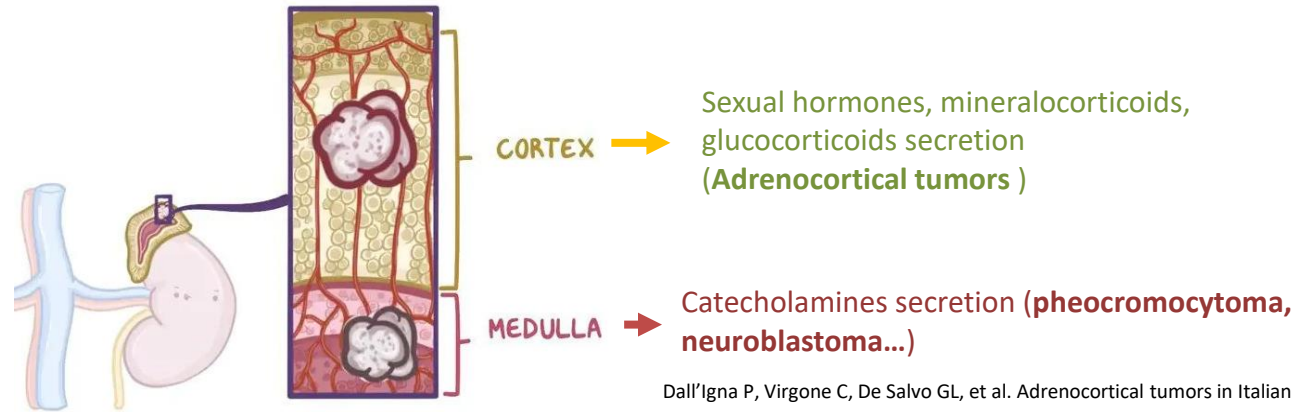 CORTEX
Sexual hormones, mineralocorticoids,
glucocorticoids secretion
(Adrenocortical tumors )
MEDULLA
Catecholamines secretion (pheocromocytoma,
neuroblastoma…)
Dall'Igna P, Virgone C, De Salvo GL, et al. Adrenocortical tumors in Italian